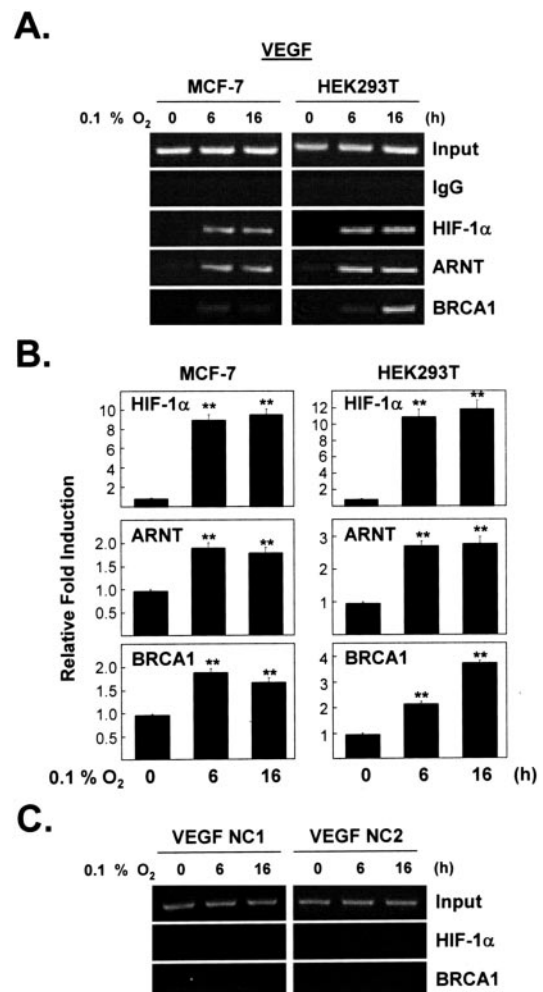 A.
VEGF
MCF-7 HEK293T
0.1 % O2 0 6 16 0 6 16 (h)
Input
IgG
HIF-1α
ARNT
BRCA1
B.
MCF-7 HEK293T
Relative Fold Induction
HIF-1α ** **
10
8
6
4
2
HIF-1α ** **
12
10
8
6
4
2
ARNT ** **
2.0
1.5
1.0
0.5
ARNT ** **
3
2
1
BRCA1 ** **
2.0
1.5
1.0
0.5
BRCA1 ** **
4
3
2
1
0.1 % O2 0 6 16 0 6 16 (h)
C.
VEGF NC1 VEGF NC2
0.1 % O2 0 6 16 0 6 16 (h)
Input
HIF-1α
BRCA1